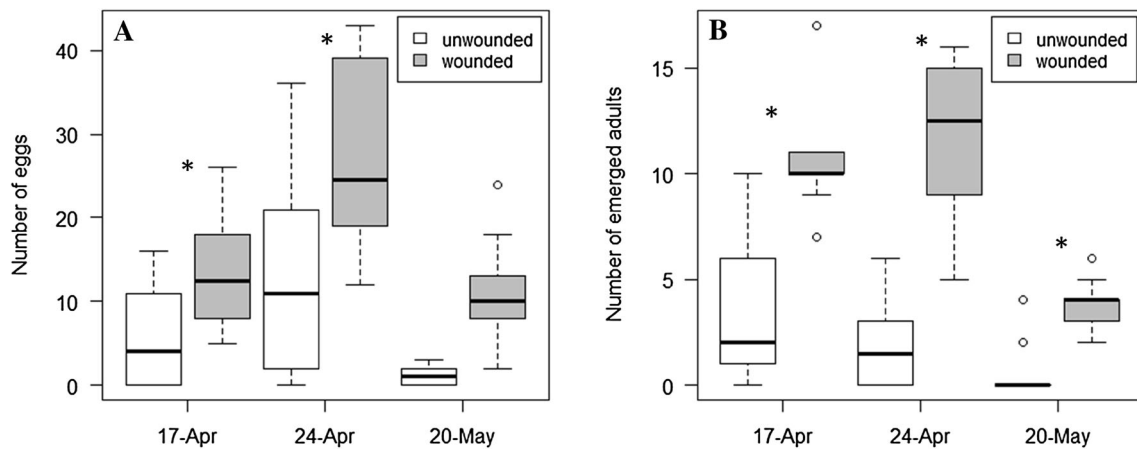 A
unwounded
wounded
Number of eggs
40
30
20
10
0
*
*
17-Apr 24-Apr 20-May
B
unwounded
wounded
Number of emerged adults
15
10
5
0
*
*
*
17-Apr 24-Apr 20-May